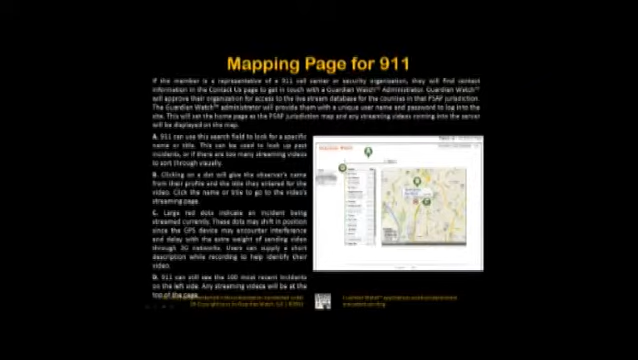 Mapping Page for 911
If the member is a representative of a 911 call center or security organization, they will find contact
information in the Contact Us page to get in touch with a Guardian Watch™ Administrator. Guardian Watch™
will approve their organization for access to the live stream database for the counties in that PSAP jurisdiction.
The Guardian Watch™ administrator will provide them with a unique user name and password to log into the
site. This will set the home page as the PSAP jurisdiction map and any streaming videos coming into the server
will be displayed on the map.
A. 911 can use this search field to look for a specific
name or title. This can be used to look up past
incidents, or if there are too many streaming videos
to sort through visually.
B. Clicking on a dot will give the observer's name
from their profile and the title they entered for the
video. Click the name or title to go to the video's
streaming page.
C. Large red dots indicate an incident being
streamed currently. These dots may shift in position
since the GPS device may encounter interference
and delay with the extra weight of sending video
through 3G networks. Users can supply a short
description while recording to help identify their
video.
D. 911 can still see the 100 most recent incidents
on the left side. Any streaming videos will be at the
top of the page.